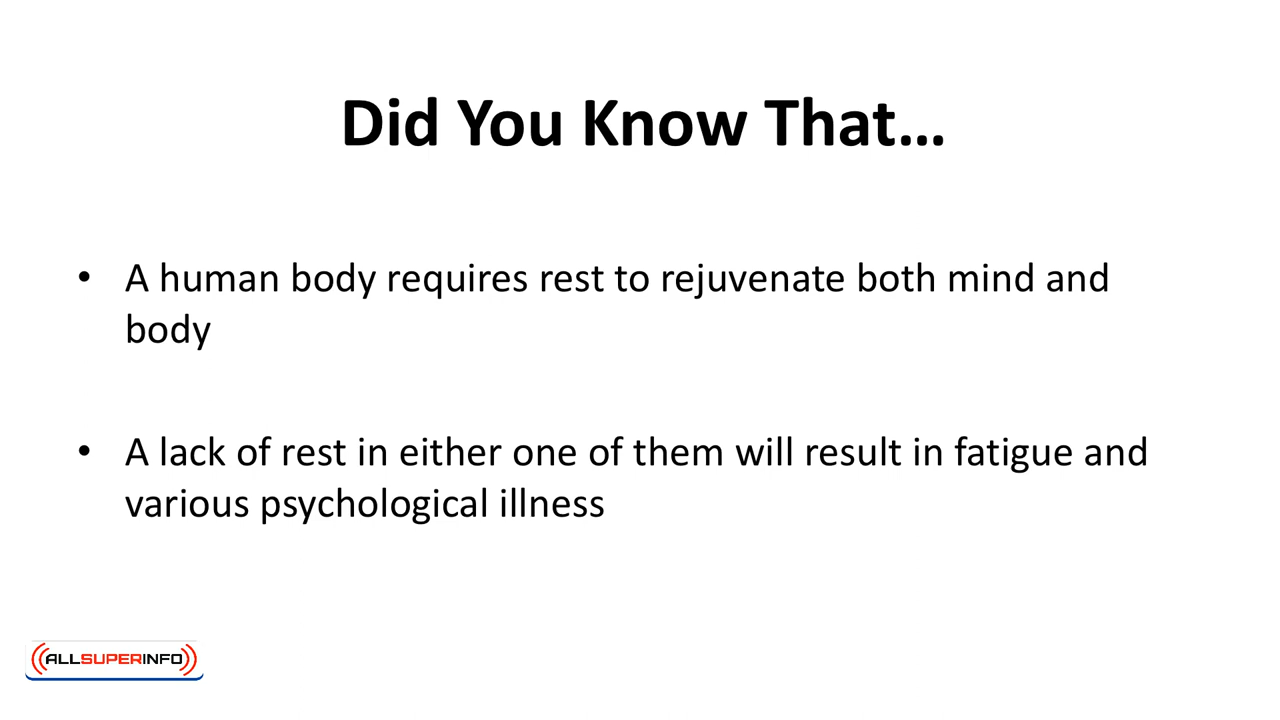 Did You Know That…
• A human body requires rest to rejuvenate both mind and
body
• A lack of rest in either one of them will result in fatigue and
various psychological illness
ALLSUPERINFO